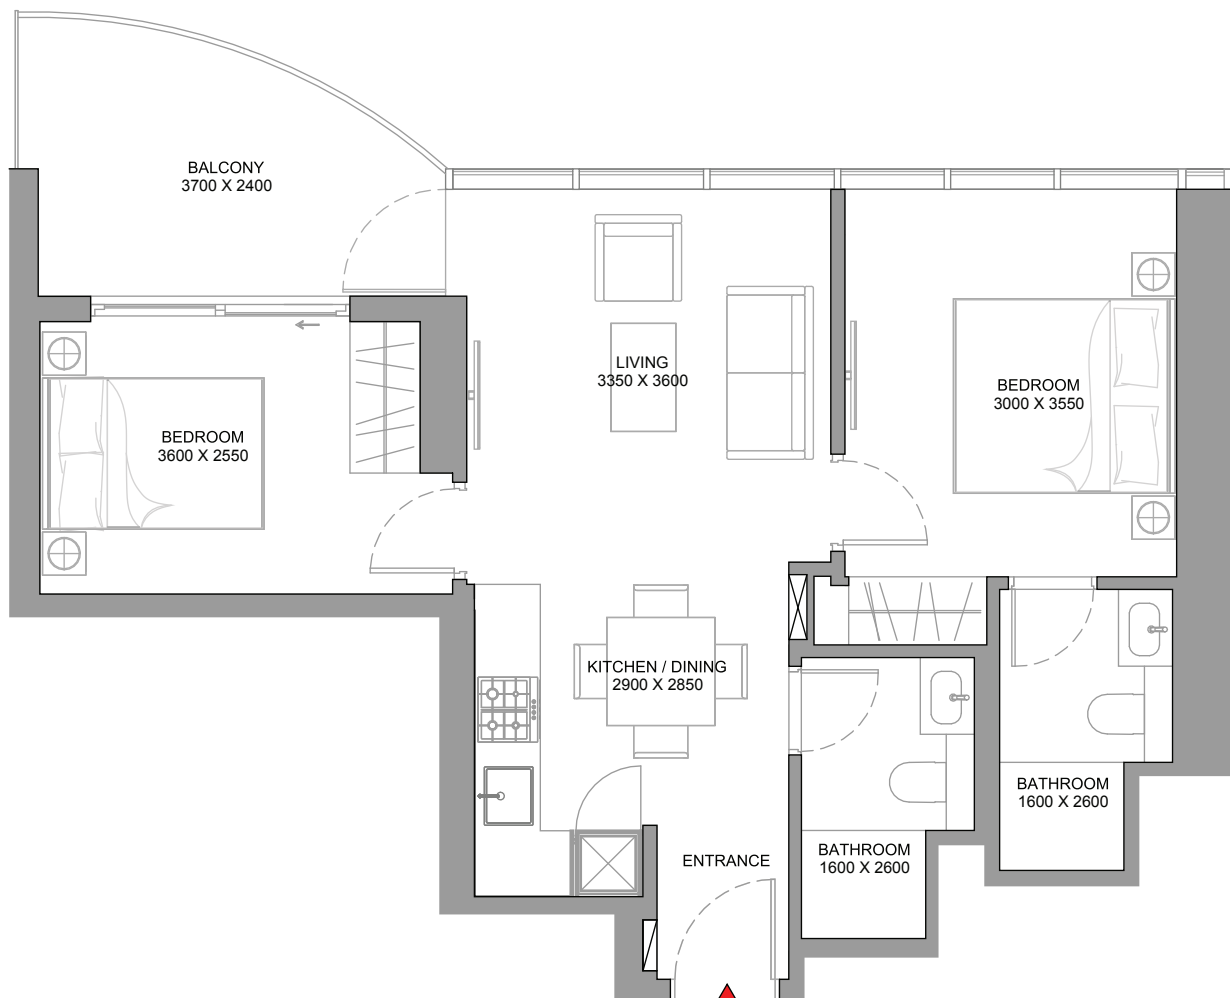 BALCONY
3700 X 2400
LIVING
3350 X 3600
BEDROOM
3000 X 3550
BEDROOM
3600 X 2550
KITCHEN / DINING
2900 X 2850
BATHROOM
1600 X 2600
ENTRANCE
BATHROOM
1600 X 2600